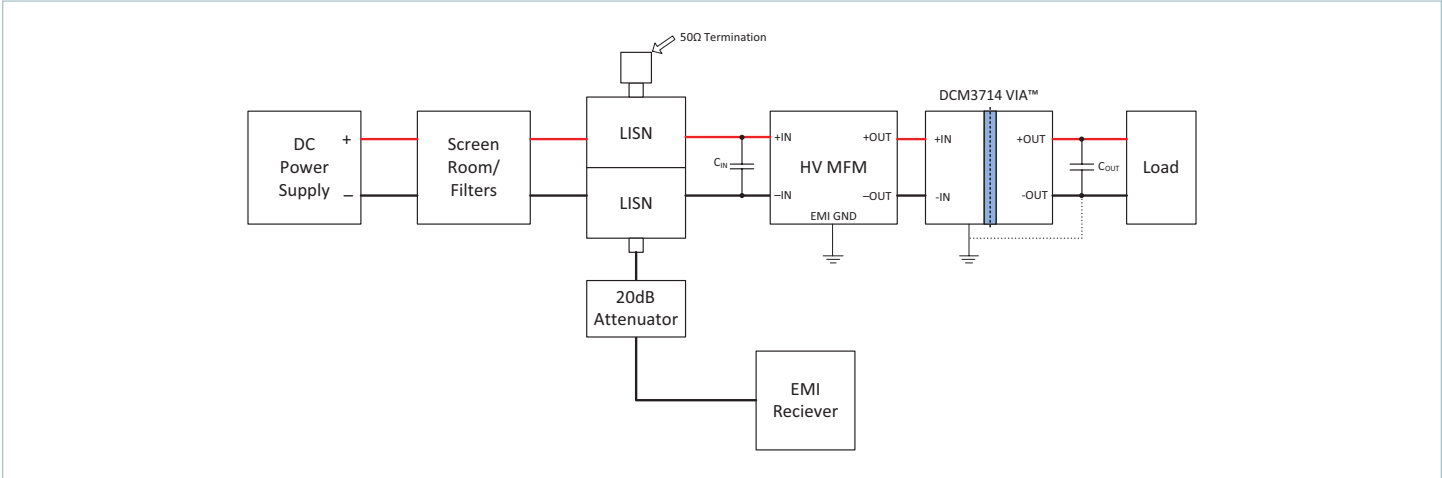 50Ω Termination
DCM3714 VIA™
DC
Power
Supply
+
–
Screen
Room/
Filters
LISN
LISN
CIN
+IN
–IN
+OUT
–OUT
HV MFM
EMI GND
+IN
-IN
+OUT
-OUT
COUT
Load
20dB
Attenuator
EMI
Reciever